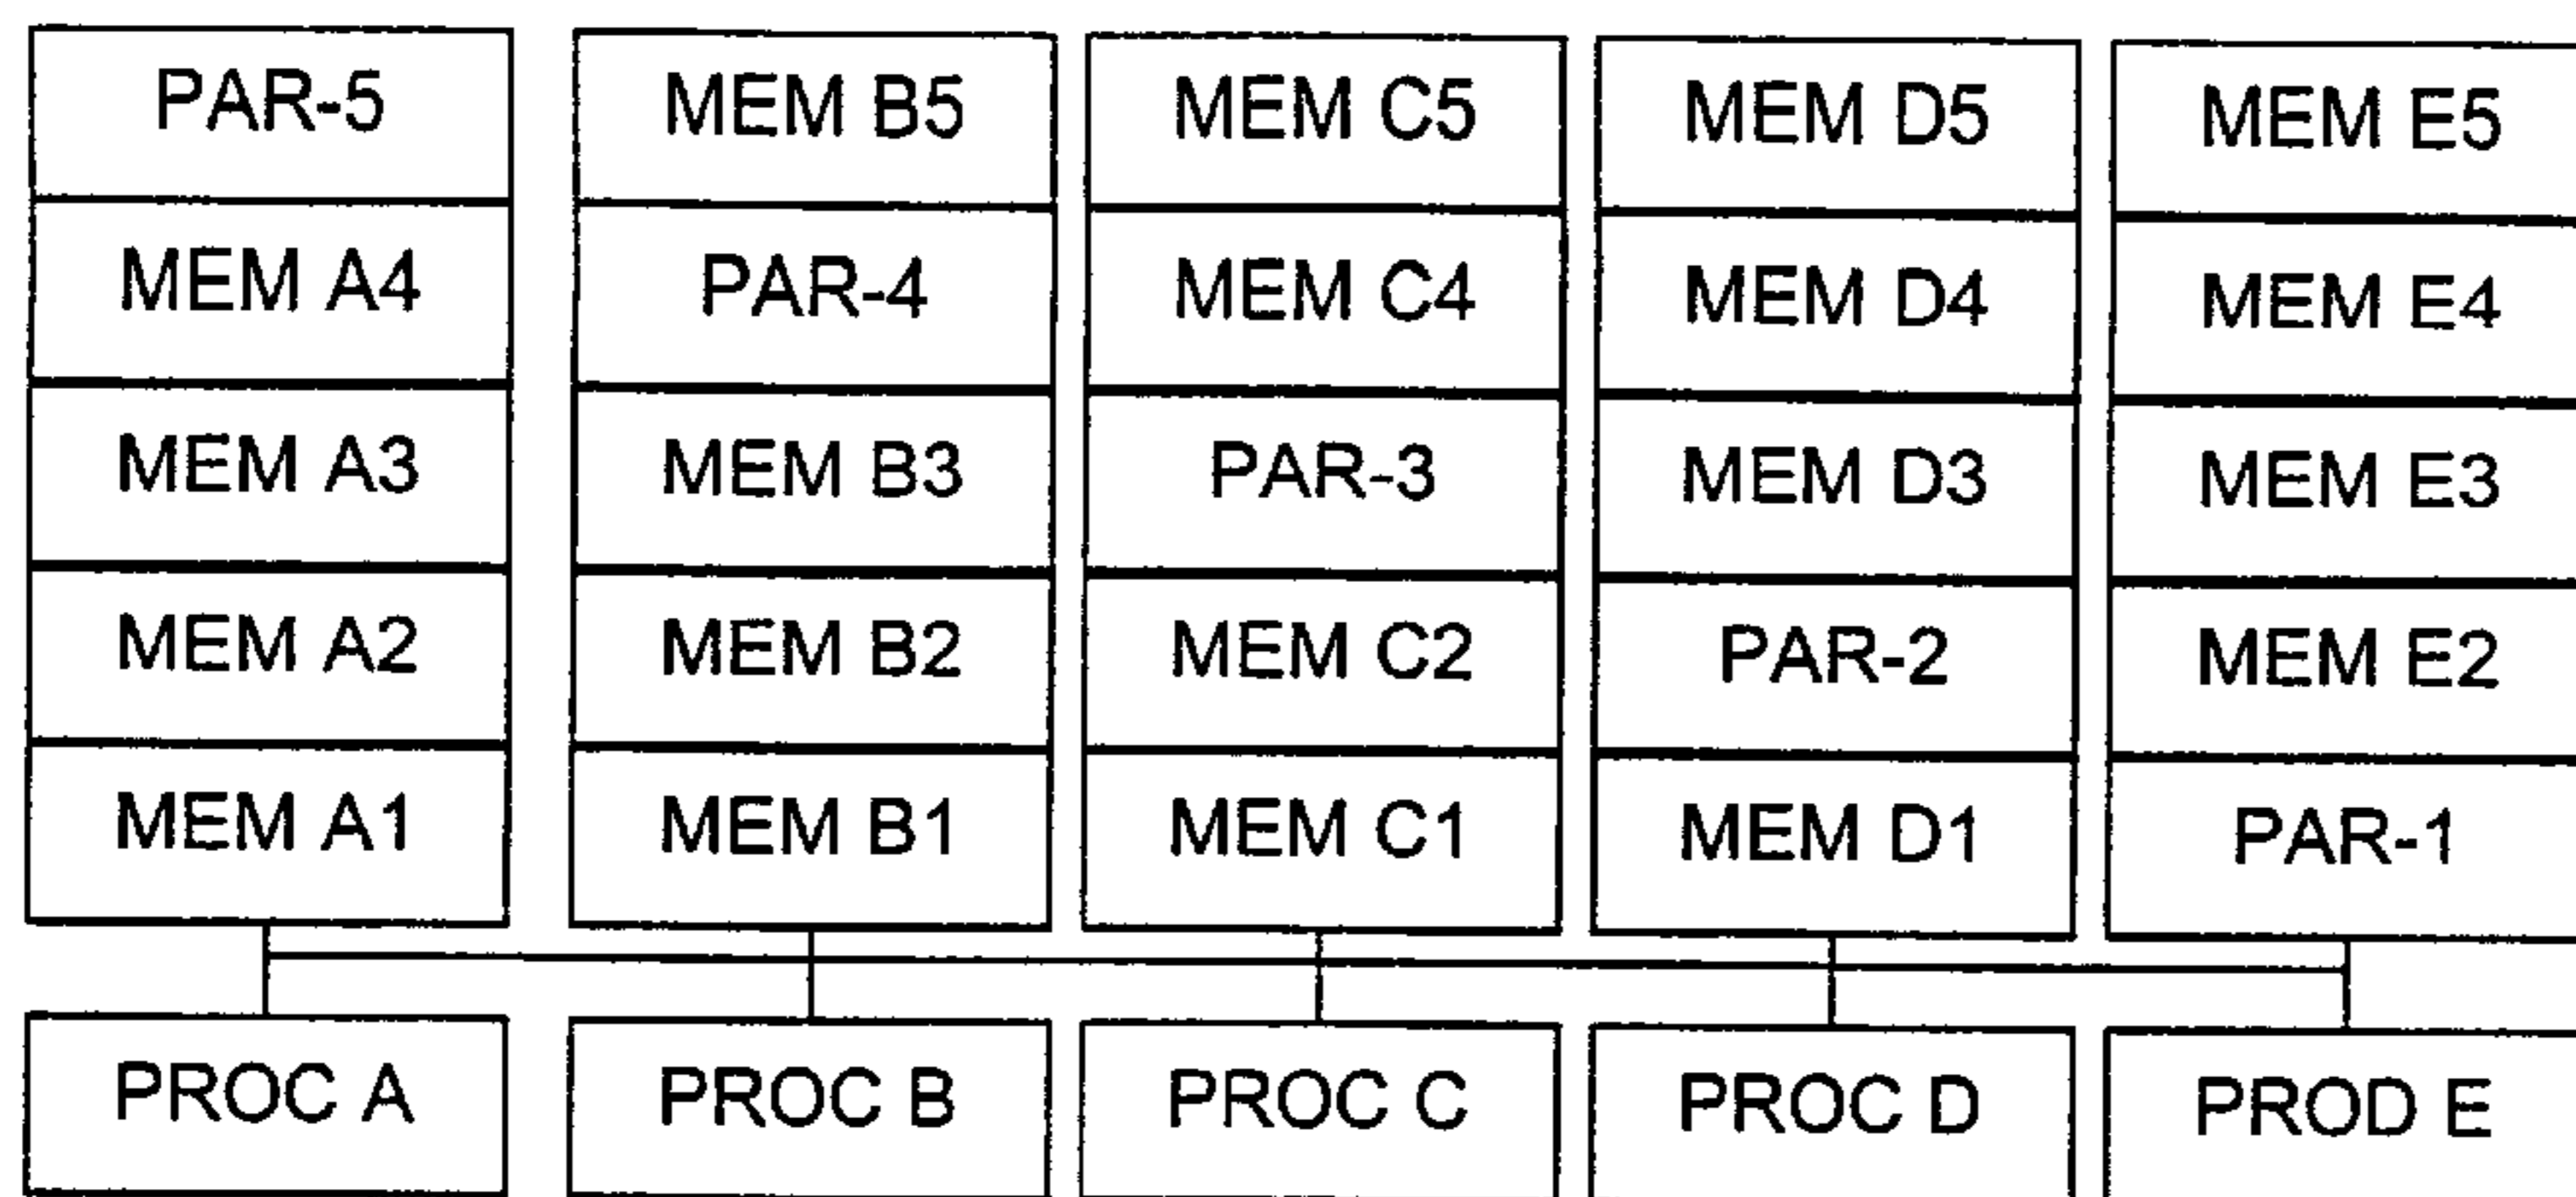 PAR-5 MEM B5 MEM C5 MEM D5 MEM E5
MEM A4 PAR-4 MEM C4 MEM D4 MEM E4
MEM A3 MEM B3 PAR-3 MEM D3 MEM E3
MEM A2 MEM B2 MEM C2 PAR-2 MEM E2
MEM A1 MEM B1 MEM C1 MEM D1 PAR-1
PROC A PROC B PROC C PROC D PROD E